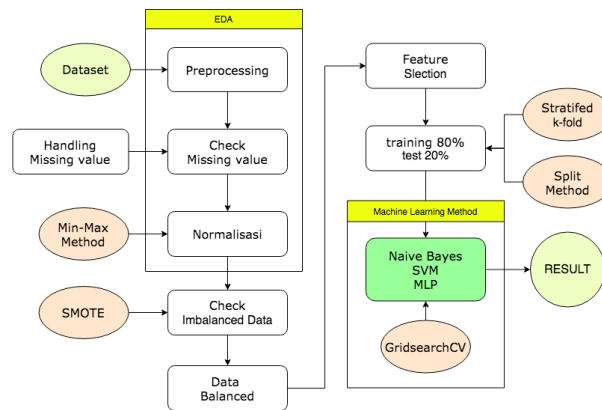 EDA
Dataset
Preprocessing
Handling
Missing value
Check
Missing value
Min-Max
Method
Normalisasi
SMOTE
Check
Imbalanced Data
Data
Balanced
Feature
Slection
training 80%
test 20%
Stratifed
k-fold
Split
Method
Machine Learning Method
Naive Bayes
SVM
MLP
RESULT
GridsearchCV